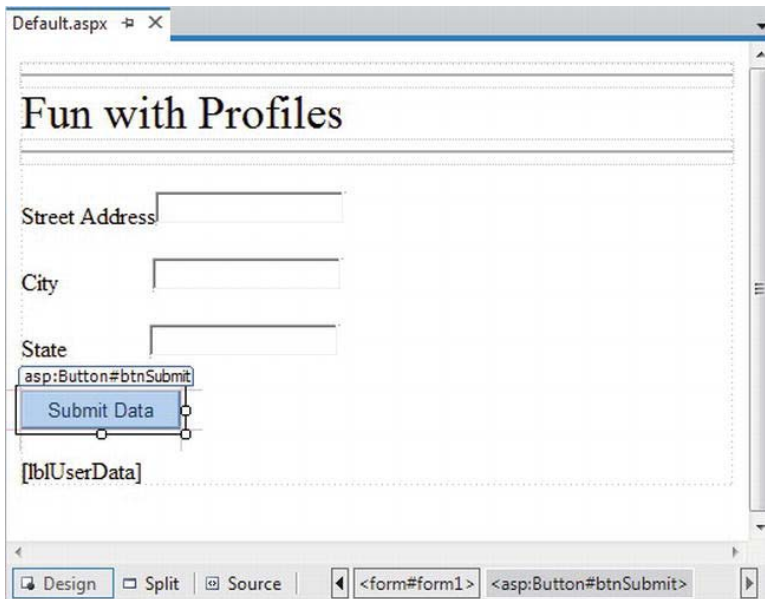 Default.aspx
Fun with Profiles
Street Address
City
State
asp:Button#btnSubmit
Submit Data
[lblUserData]
Design Split Source <form#form1> <asp:Button#btnSubmit>